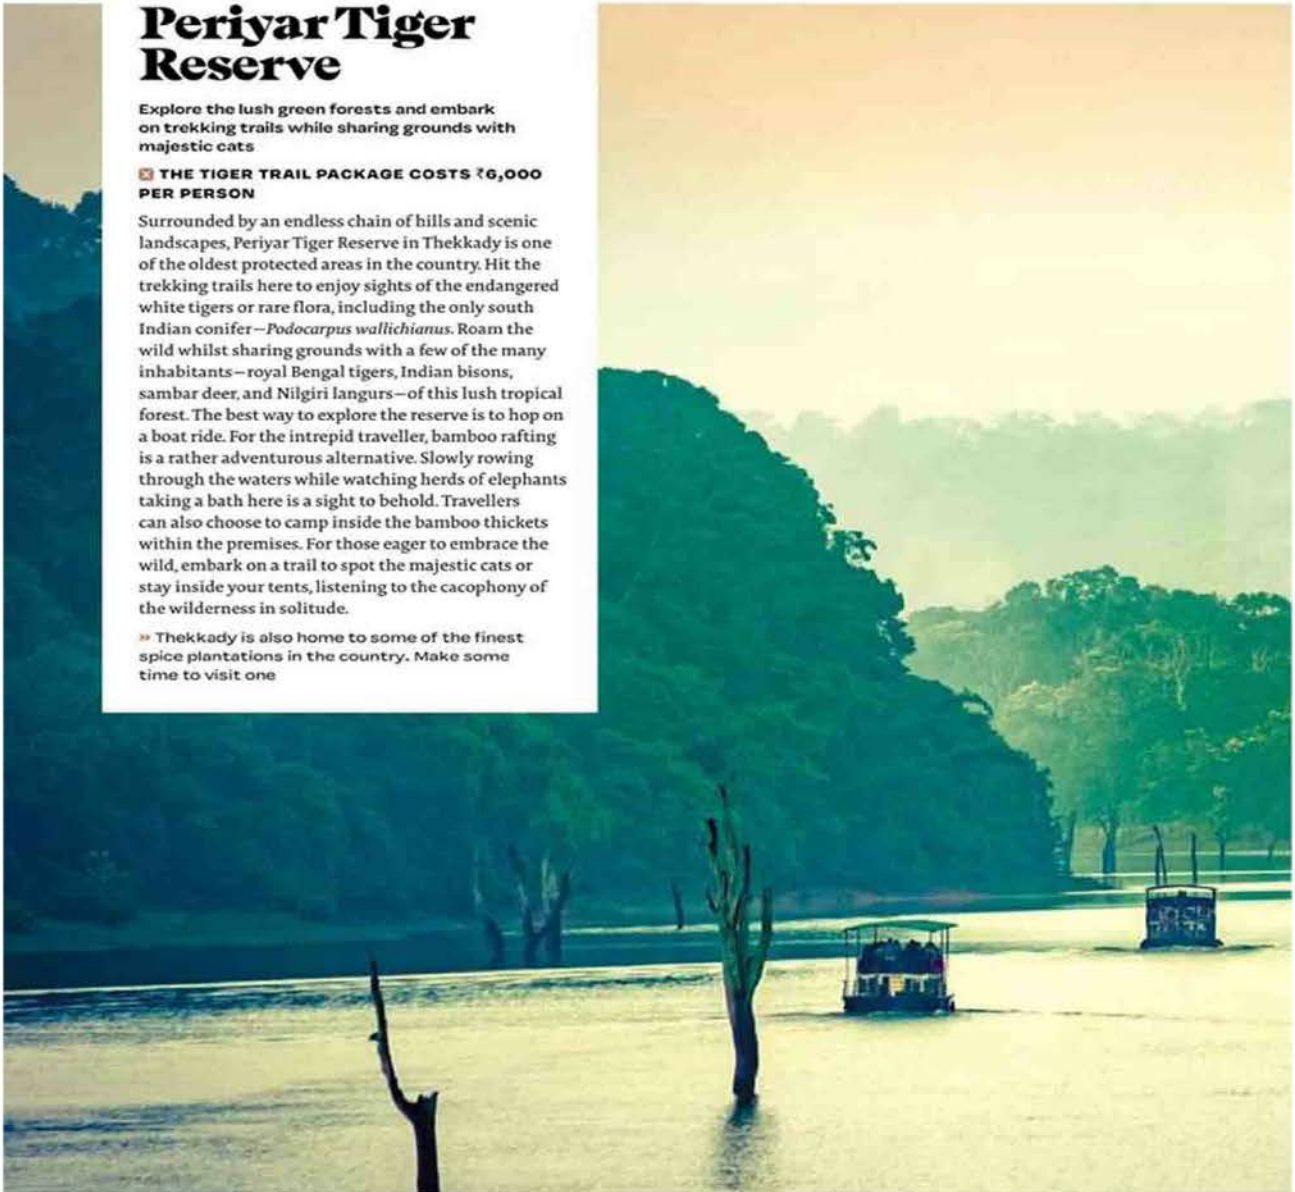 Periyar Tiger
Reserve
Explore the lush green forests and embark
on trekking trails while sharing grounds with
majestic cats
THE TIGER TRAIL PACKAGE COSTS ₹6,000
PER PERSON
Surrounded by an endless chain of hills and scenic
landscapes, Periyar Tiger Reserve in Thekkady is one
of the oldest protected areas in the country. Hit the
trekking trails here to enjoy sights of the endangered
white tigers or rare flora, including the only south
Indian conifer—Podocarpus wallichianus. Roam the
wild whilst sharing grounds with a few of the many
inhabitants—royal Bengal tigers, Indian bisons,
sambar deer, and Nilgiri langurs—of this lush tropical
forest. The best way to explore the reserve is to hop on
a boat ride. For the intrepid traveller, bamboo rafting
is a rather adventurous alternative. Slowly rowing
through the waters while watching herds of elephants
taking a bath here is a sight to behold. Travellers
can also choose to camp inside the bamboo thickets
within the premises. For those eager to embrace the
wild, embark on a trail to spot the majestic cats or
stay inside your tents, listening to the cacophony of
the wilderness in solitude.
» Thekkady is also home to some of the finest
spice plantations in the country. Make some
time to visit one